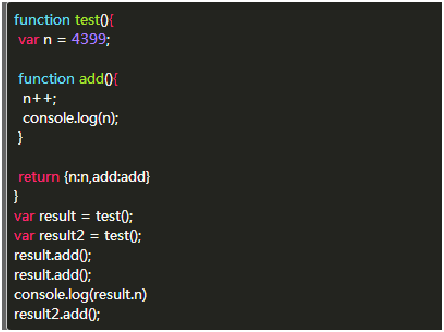 function test(){
var n = 4399;
function add(){
n++;
console.log(n);
}
return {n:n,add:add}
}
var result = test();
var result2 = test();
result.add();
result.add();
console.log(result.n)
result2.add();